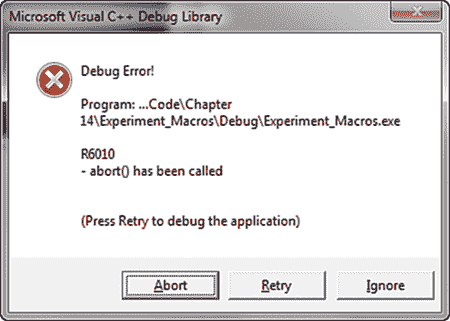 Microsoft Visual C++ Debug Library
Debug Error!
Program: ...Code\Chapter
14\Experiment_Macros\Debug\Experiment_Macros.exe
R6010
- abort() has been called
(Press Retry to debug the application)
Abort Retry Ignore